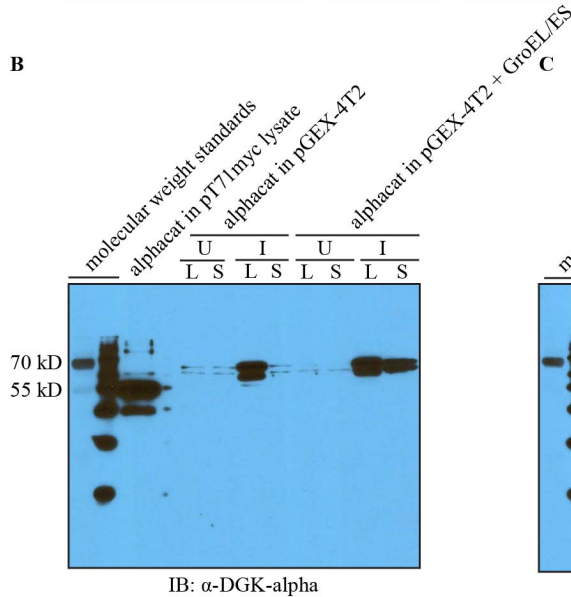 B
C
molecular weight standards
alphacat in pT71myc lysate
alphacat in pGEX-4T2
alphacat in pGEX-4T2 + GroEL/ES
U I U I
L S L S L S L S
m
70 kD
55 kD
IB: α-DGK-alpha